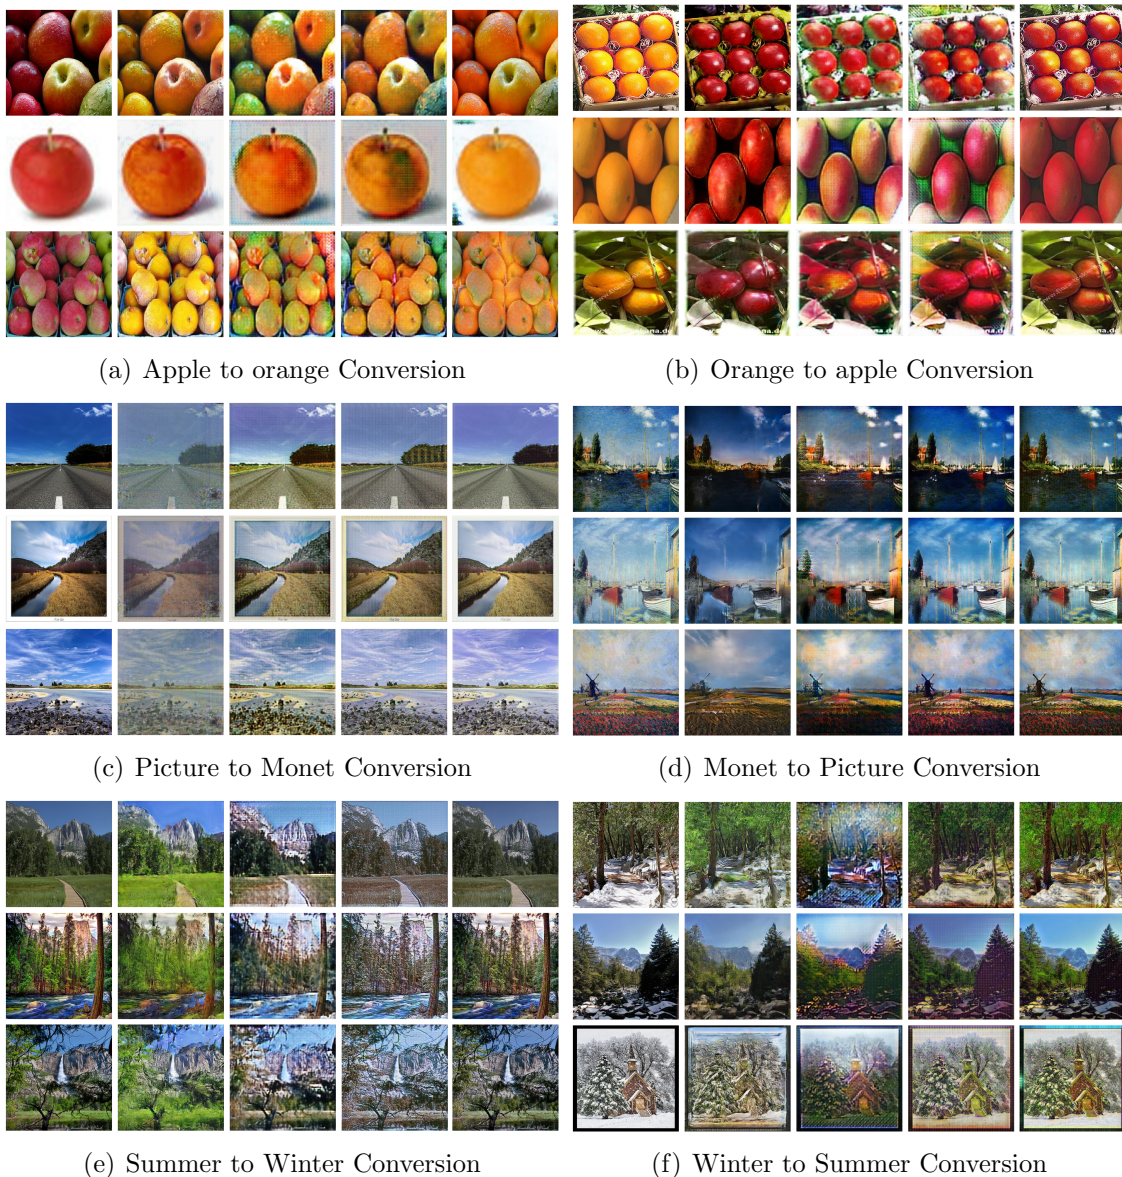 (a) Apple to orange Conversion
(b) Orange to apple Conversion
(c) Picture to Monet Conversion
(d) Monet to Picture Conversion
(e) Summer to Winter Conversion
(f) Winter to Summer Conversion